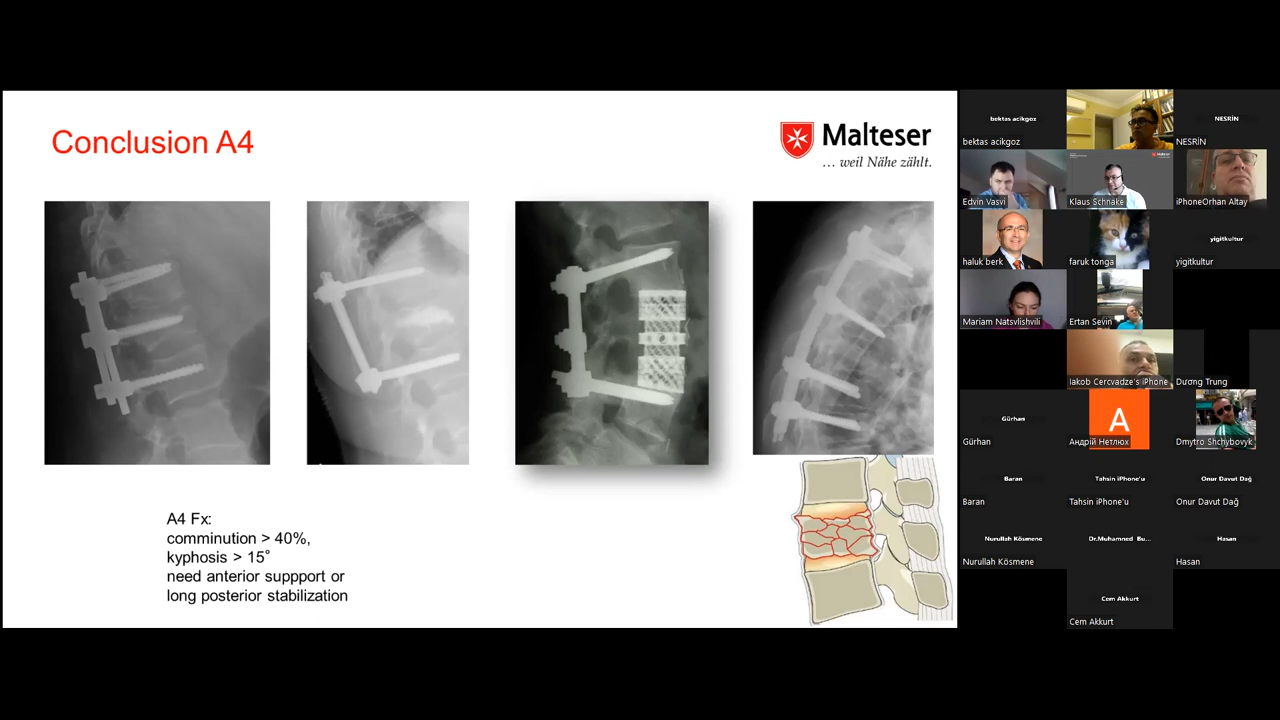 Conclusion A4
Malteser
... weil Nähe zählt.
A4 Fx:
comminution > 40%,
kyphosis > 15°
need anterior suppport or
long posterior stabilization
bektas acikgoz
bektas acikgoz
NESRİN
NESRİN
Edvin Vasvi
Klaus Schnake
iPhoneOrhan Altay
haluk berk
faruk tonga
yigitkultur
yigitkultur
Mariam Natsvlishvili
Ertan Sevin
Iakob Cercvadze's iPhone
Dương Trung
Gürhan
Gürhan
A
Андрій Нетлюх
Dmytro Shchybovyk
Baran
Baran
Tahsin iPhone'u
Tahsin iPhone'u
Onur Davut Dağ
Onur Davut Dağ
Nurullah Kösmene
Nurullah Kösmene
Dr.Muhamned Bu...
Hasan
Hasan
Cem Akkurt
Cem Akkurt